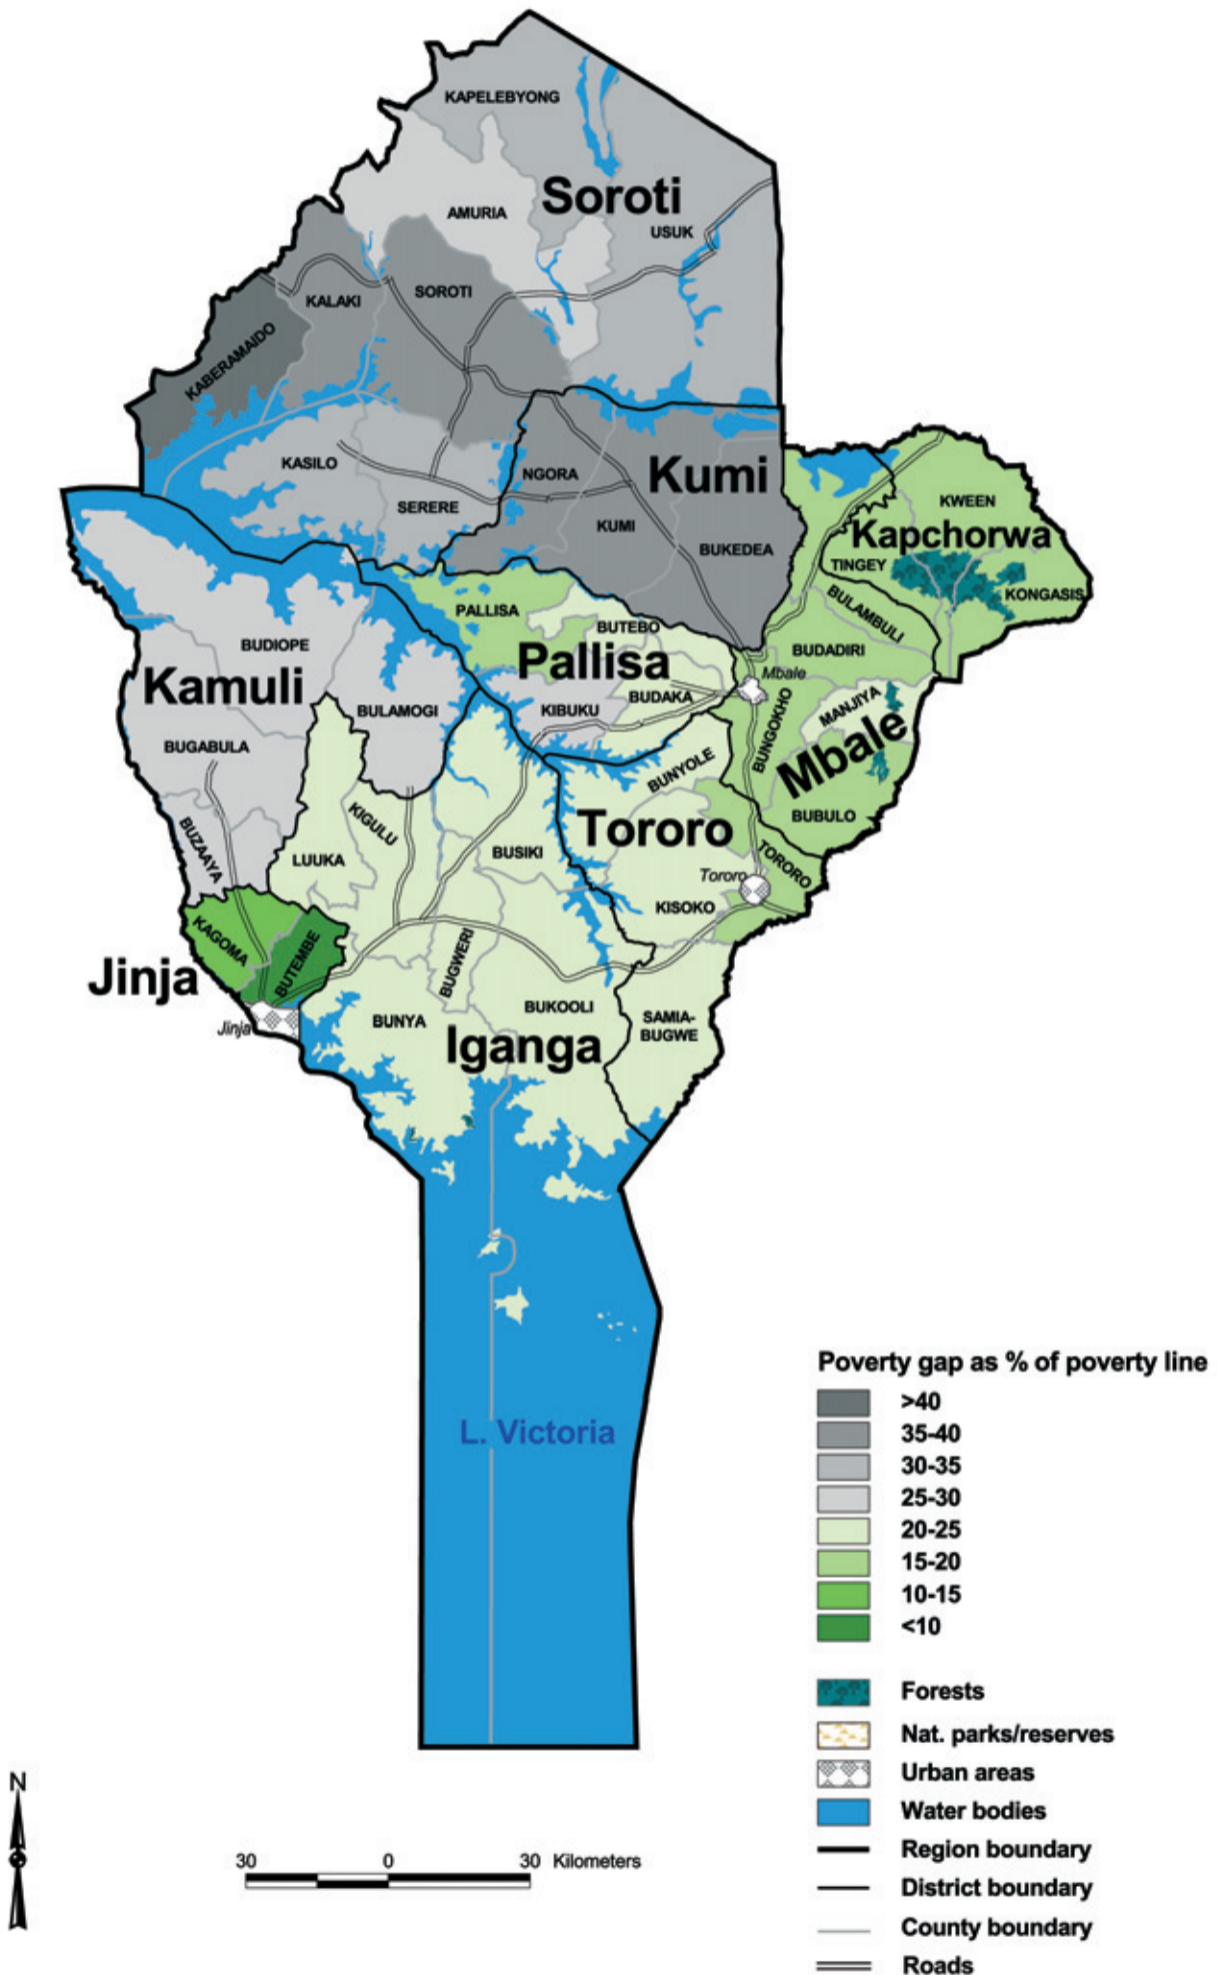 KAPELEBYONG
Soroti
AMURIA
USUK
SOROTI
KALAKI
KABERAMAIDO
KASILO
SERERE
NGORA
Kumi
KUMI
BUKEDEA
KWEEN
Kapchorwa
TINGEY
KONGASIS
BULAMBULI
BUDADIRI
PALLISA
BUTEBO
Pallisa
BUDAKA
KIBUKU
Mbale
BUNGOKHO
MANJIYA
Mbale
BUBULO
BUDIOPE
Kamuli
BULAMOGI
BUGABULA
BUZAAYA
KIGULU
LUUKA
BUSIKI
BUNYOLE
Tororo
TORORO
Tororo
KISOKO
KAGOMA
BUTEMBE
Jinja
Jinja
BUGWERI
BUKOOLI
BUNYA
Iganga
SAMIA-
BUGWE
L. Victoria
Poverty gap as % of poverty line
>40
35-40
30-35
25-30
20-25
15-20
10-15
<10
Forests
Nat. parks/reserves
Urban areas
Water bodies
Region boundary
District boundary
County boundary
Roads
N
30 0 30 Kilometers